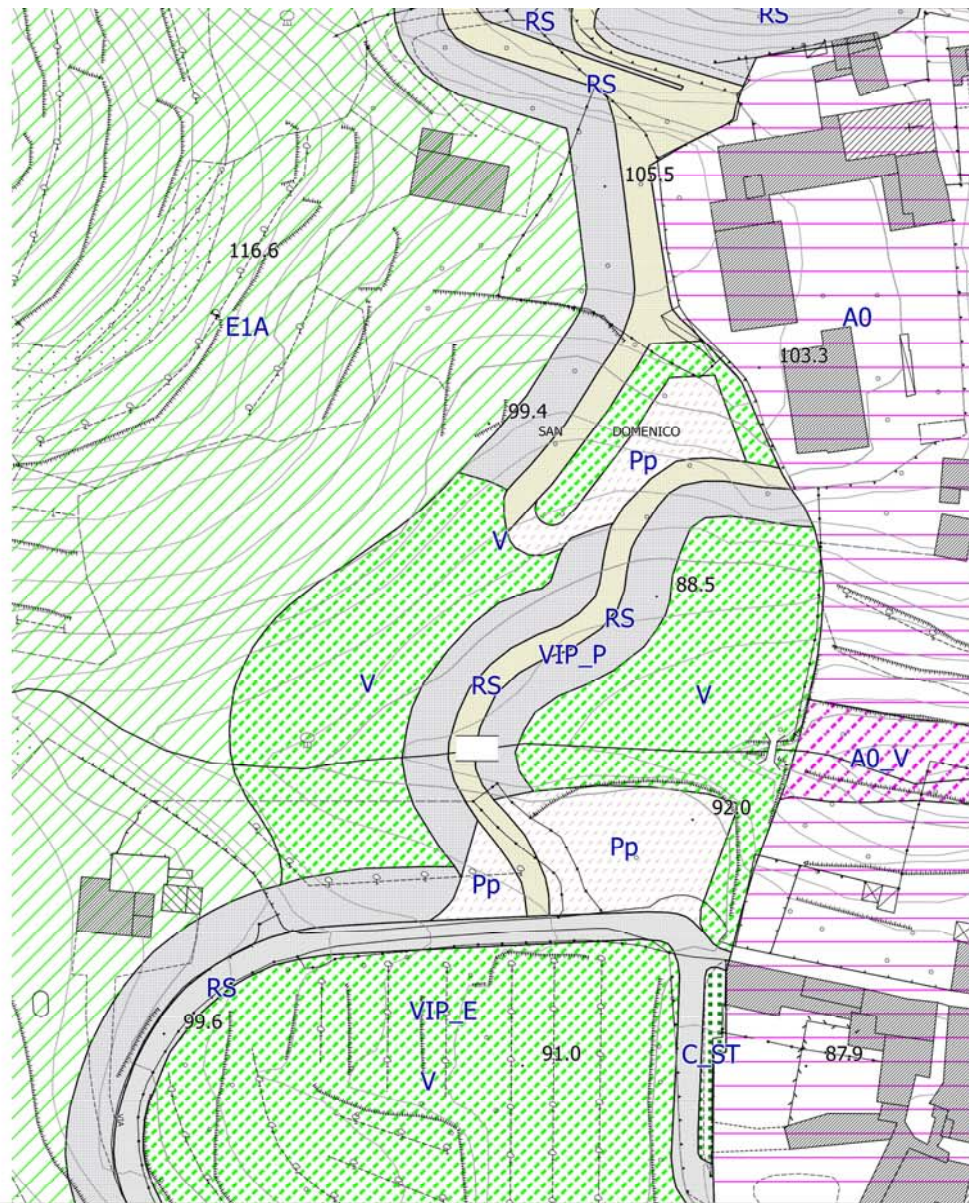 RS
RS
RS
105.5
116.6
E1A
A0
103.3
99.4
SAN DOMENICO
Pp
V
88.5
RS
VIP_P
V
RS
V
A0_V
92.0
Pp
Pp
RS
VIP_E
99.6
91.0
C_ST
87.9
V